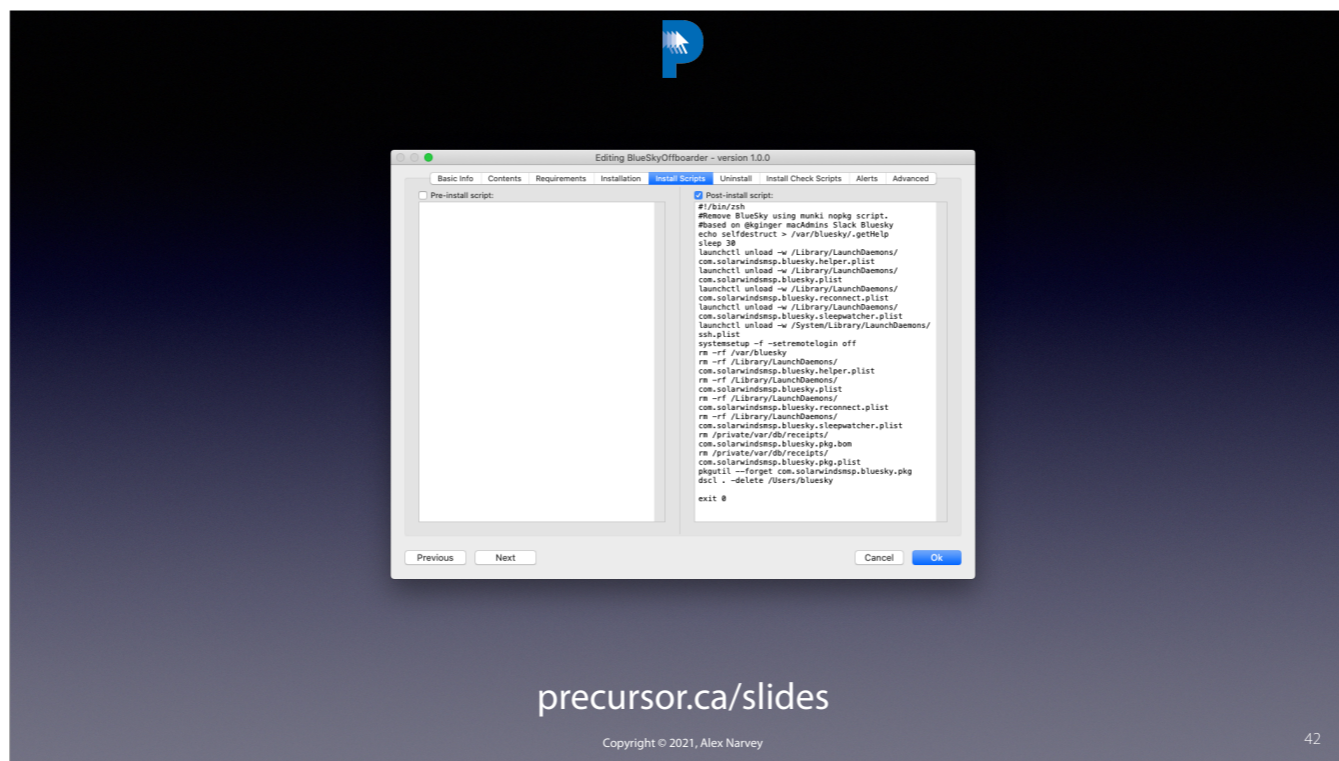 Editing BlueSkyOffboarder - version 1.0.0
Basic Info Contents Requirements Installation Install Scripts Uninstall Install Check Scripts Alerts Advanced
Pre-install script:
Post-install script:
#!/bin/zsh
#Remove BlueSky using munki nopkg script.
#based on @kginger macAdmins Slack Bluesky
echo selfdestruct > /var/bluesky/.getHelp
sleep 30
launchctl unload -w /Library/LaunchDaemons/
com.solarwindsmsp.bluesky.helper.plist
launchctl unload -w /Library/LaunchDaemons/
com.solarwindsmsp.bluesky.plist
launchctl unload -w /Library/LaunchDaemons/
com.solarwindsmsp.bluesky.reconnect.plist
launchctl unload -w /Library/LaunchDaemons/
com.solarwindsmsp.bluesky.sleepwatcher.plist
launchctl unload -w /System/Library/LaunchDaemons/
ssh.plist
systemsetup -f -setremotelogin off
rm -rf /var/bluesky
rm -rf /Library/LaunchDaemons/
com.solarwindsmsp.bluesky.helper.plist
rm -rf /Library/LaunchDaemons/
com.solarwindsmsp.bluesky.plist
rm -rf /Library/LaunchDaemons/
com.solarwindsmsp.bluesky.reconnect.plist
rm -rf /Library/LaunchDaemons/
com.solarwindsmsp.bluesky.sleepwatcher.plist
rm /private/var/db/receipts/
com.solarwindsmsp.bluesky.pkg.bom
rm /private/var/db/receipts/
com.solarwindsmsp.bluesky.pkg.plist
pkgutil --forget com.solarwindsmsp.bluesky.pkg
dscl . -delete /Users/bluesky
exit 0
Previous Next Cancel Ok
precursor.ca/slides
Copyright © 2021, Alex Narvey
42